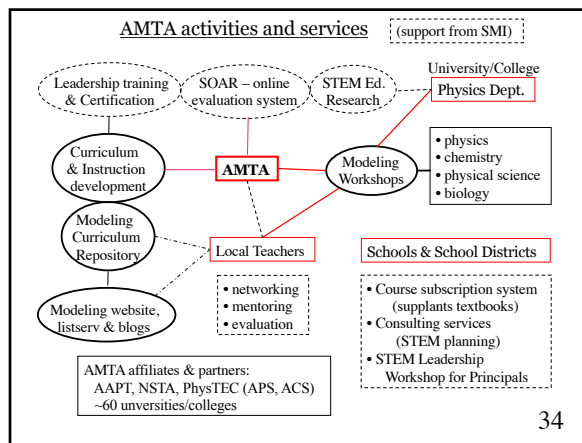 AMTA activities and services
(support from SMI)
Leadership training
& Certification
SOAR – online
evaluation system
STEM Ed.
Research
University/College
Physics Dept.
Curriculum
& Instruction
development
AMTA
Modeling
Workshops
• physics
• chemistry
• physical science
• biology
Modeling
Curriculum
Repository
Local Teachers
Schools & School Districts
Modeling website,
listserv & blogs
• networking
• mentoring
• evaluation
• Course subscription system
(supplants textbooks)
• Consulting services
(STEM planning)
• STEM Leadership
Workshop for Principals
AMTA affiliates & partners:
AAPT, NSTA, PhysTEC (APS, ACS)
~60 unversities/colleges
34